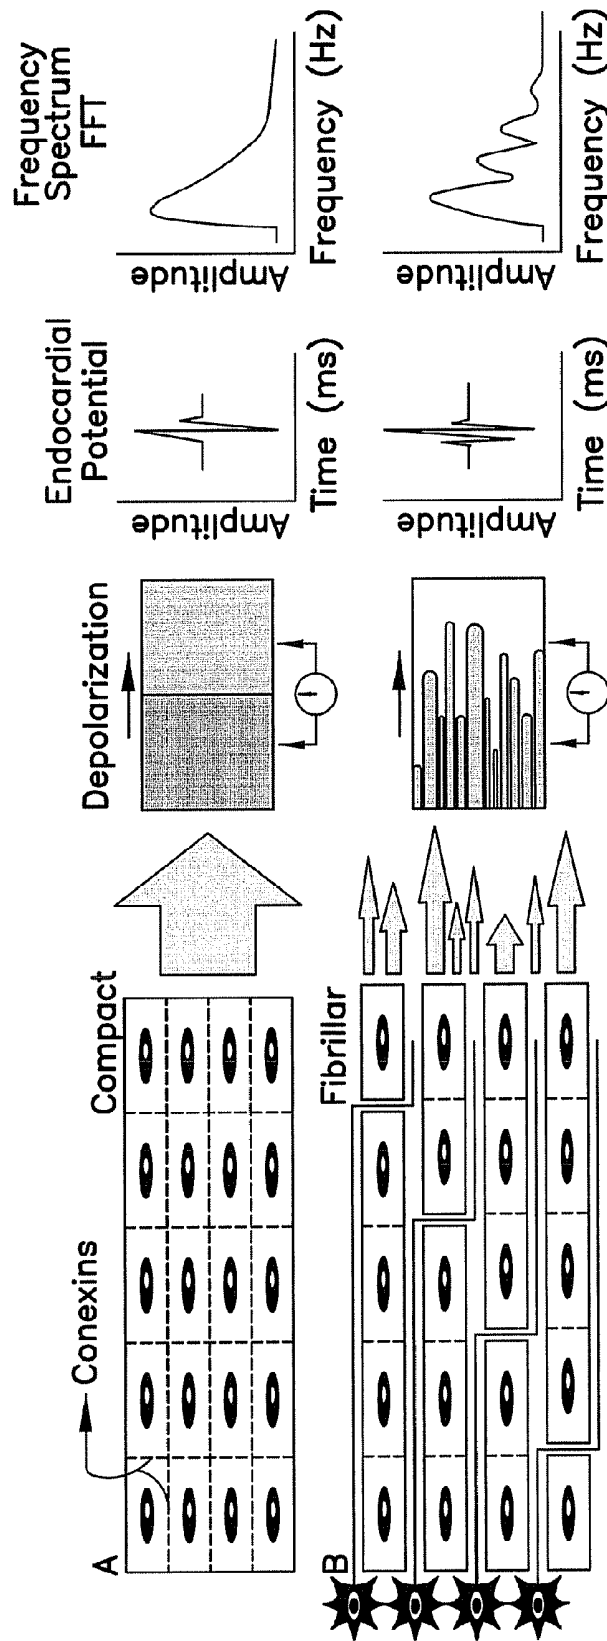 A
Conexins
Compact
Depolarization
Endocardial
Potential
Amplitude
Time (ms)
Frequency
Spectrum
FFT
Amplitude
Frequency (Hz)
B
Fibrillar
Amplitude
Time (ms)
Amplitude
Frequency (Hz)